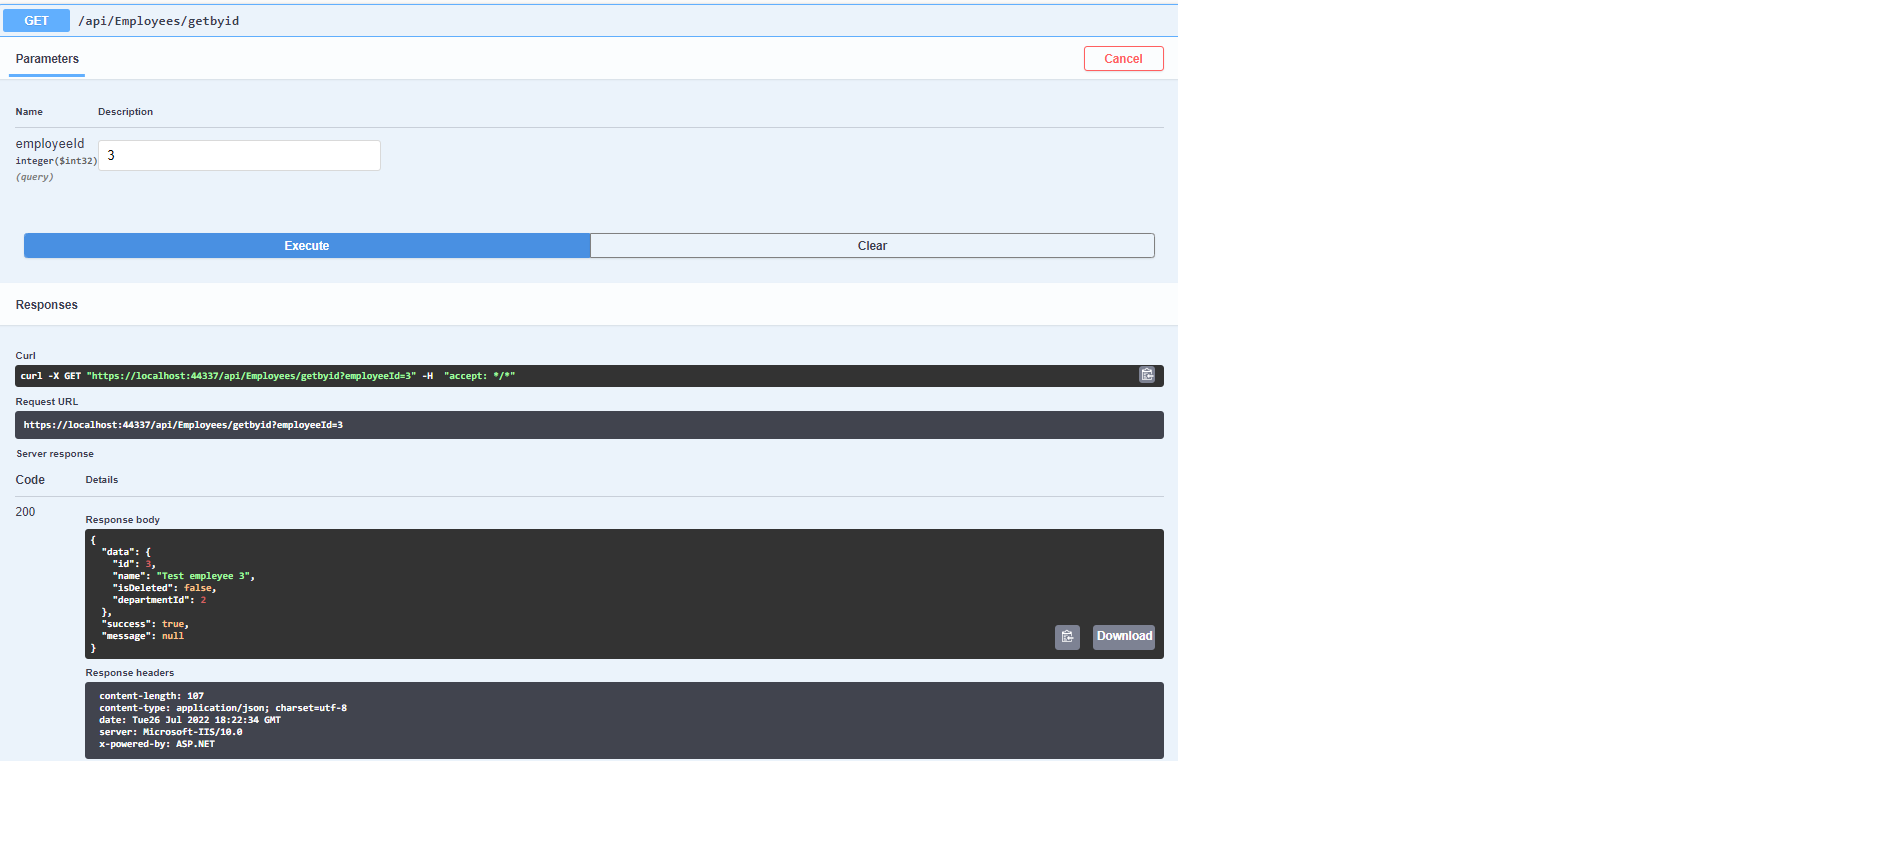 GET /api/Employees/getbyid
Parameters
Cancel
Name Description
employeeId
integer($int32)
(query)
3
Execute Clear
Responses
Curl
curl -X GET "https://localhost:44337/api/Employees/getbyid?employeeId=3" -H  "accept: */*"
Request URL
https://localhost:44337/api/Employees/getbyid?employeeId=3
Server response
Code Details
200
Response body
{
  "data": {
    "id": 3,
    "name": "Test empleyee 3",
    "isDeleted": false,
    "departmentId": 2
  },
  "success": true,
  "message": null
}
Download
Response headers
content-length: 107
content-type: application/json; charset=utf-8
date: Tue26 Jul 2022 18:22:34 GMT
server: Microsoft-IIS/10.0
x-powered-by: ASP.NET